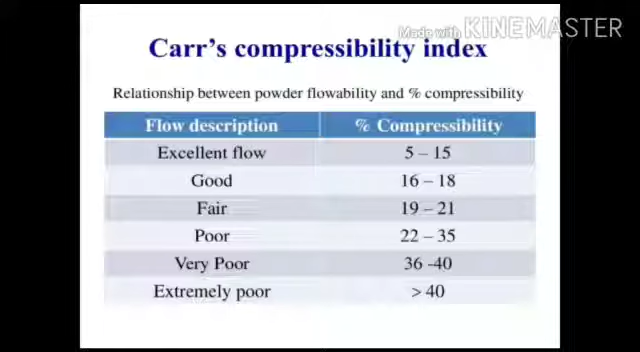 Made with KINEMASTER
Carr's compressibility index
Relationship between powder flowability and % compressibility
Flow description % Compressibility
Excellent flow 5 – 15
Good 16 – 18
Fair 19 – 21
Poor 22 – 35
Very Poor 36 -40
Extremely poor > 40